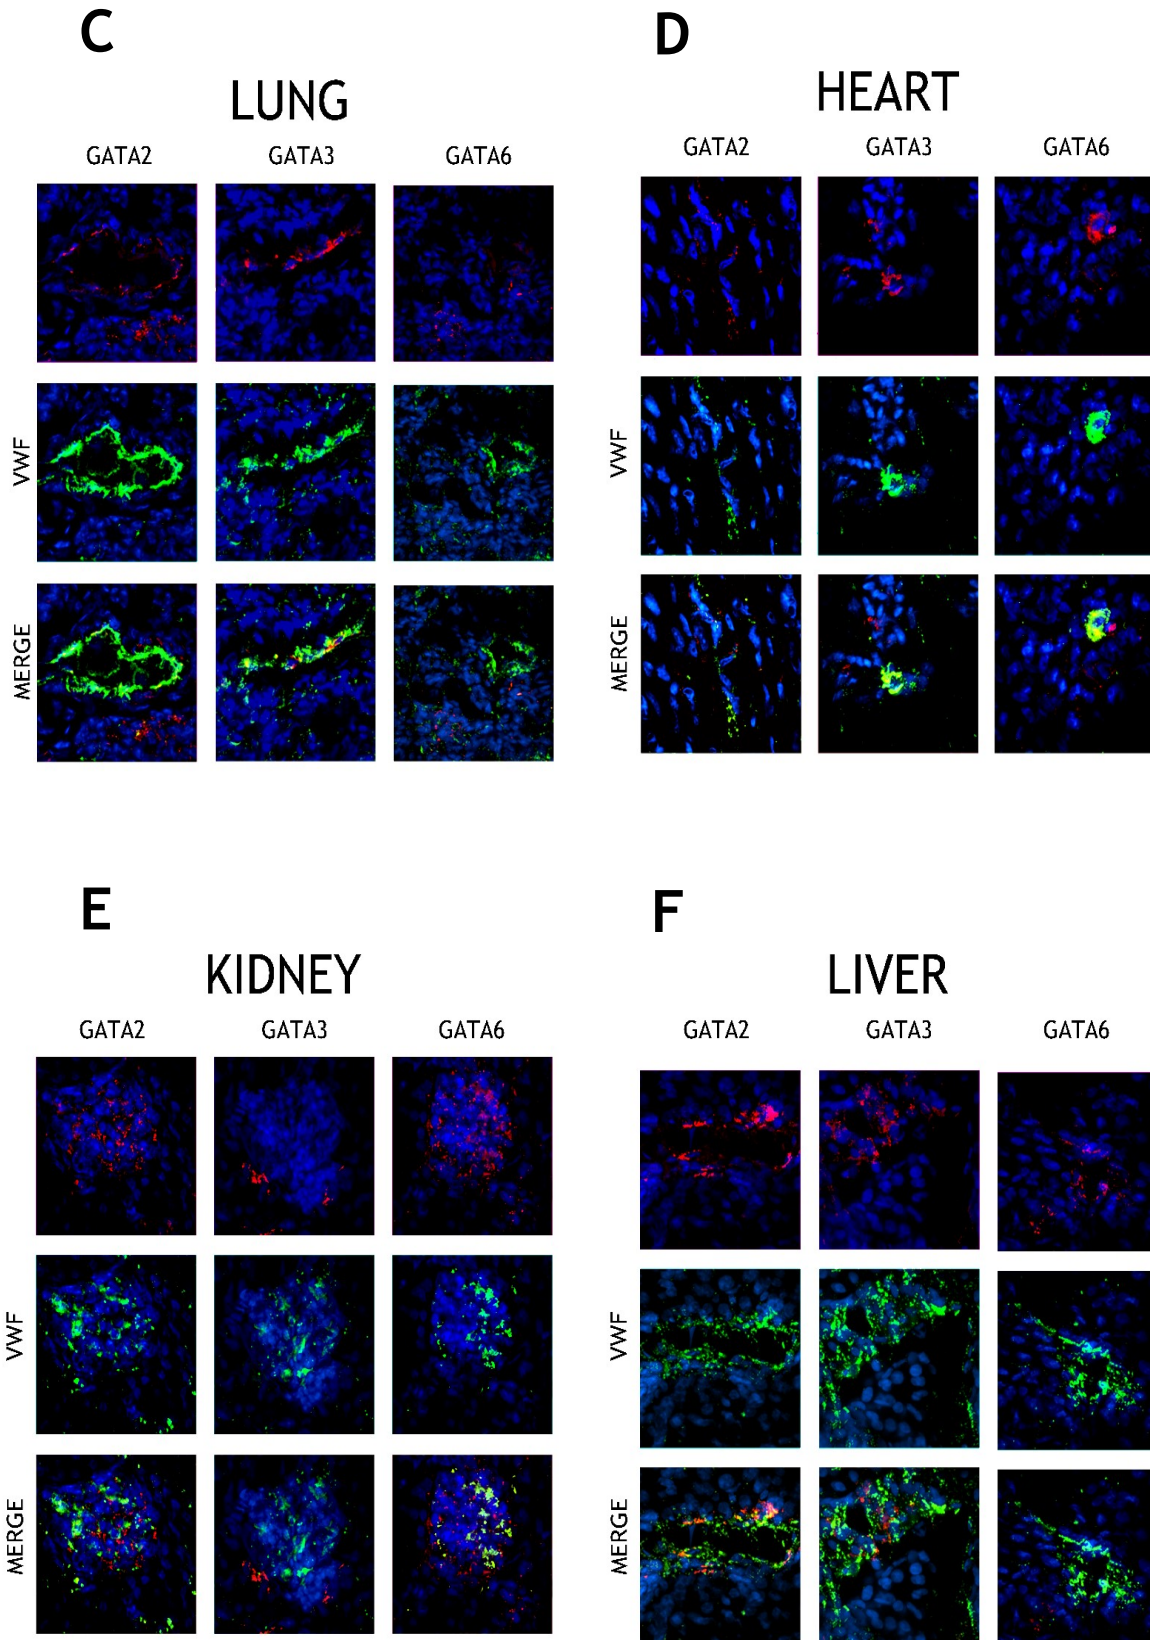 C
LUNG
GATA2 GATA3 GATA6
VWF
MERGE
D
HEART
GATA2 GATA3 GATA6
VWF
MERGE
E
KIDNEY
GATA2 GATA3 GATA6
VWF
MERGE
F
LIVER
GATA2 GATA3 GATA6
VWF
MERGE